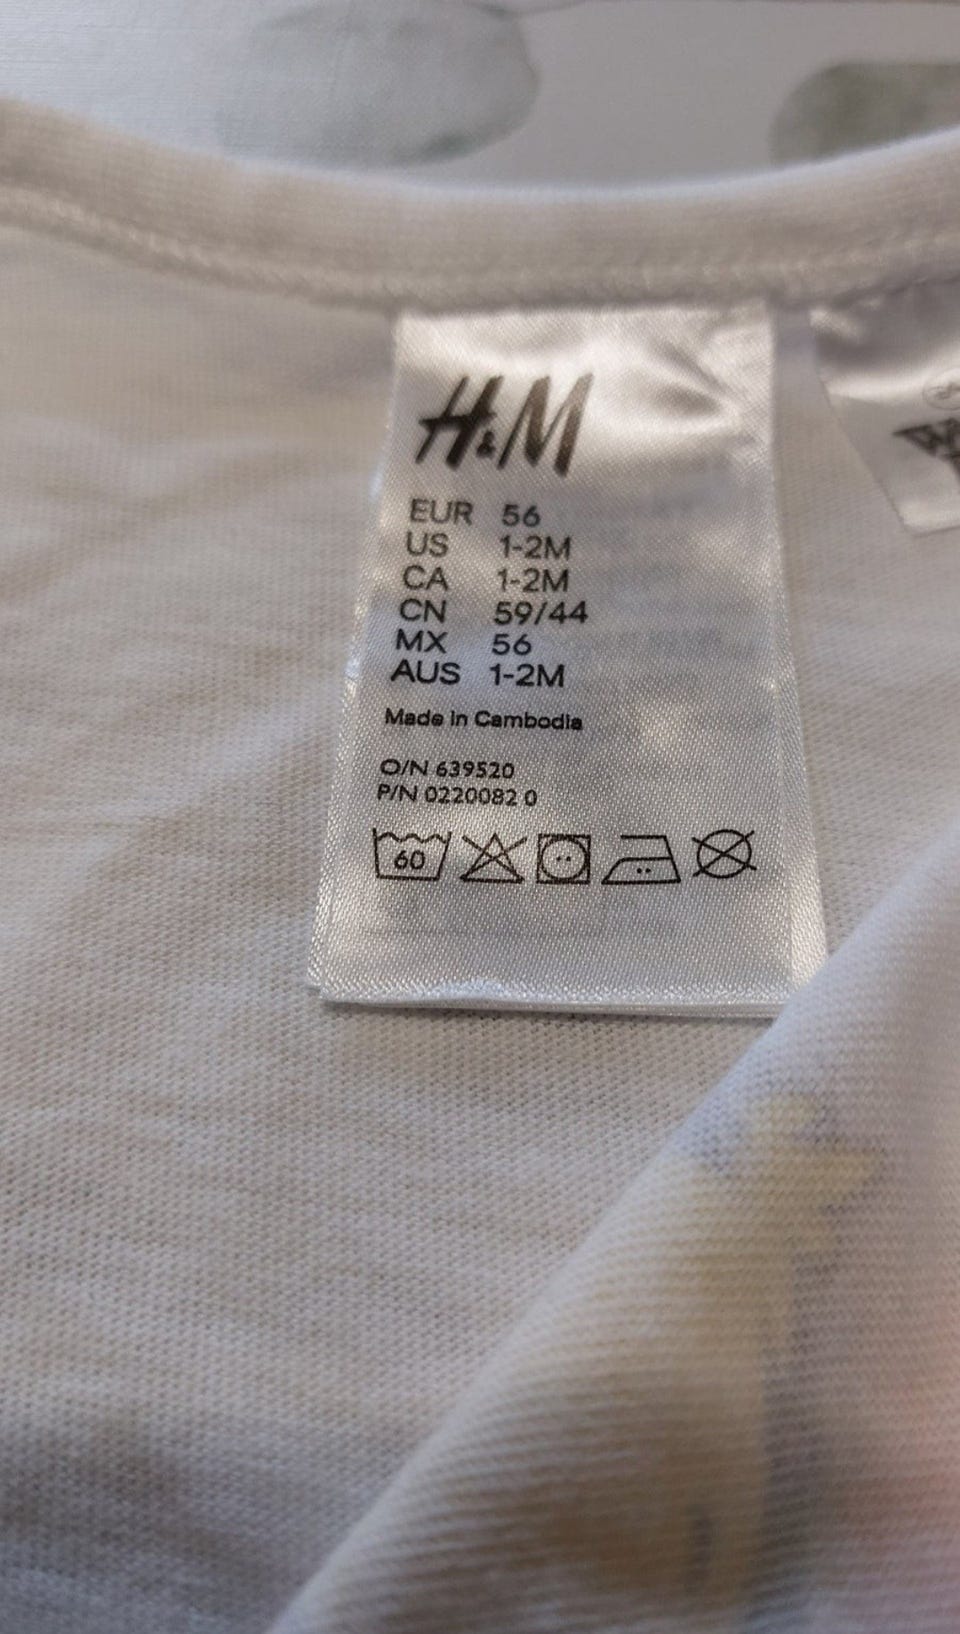 H&M
EUR 56
US 1-2M
CA 1-2M
CN 59/44
MX 56
AUS 1-2M
Made in Cambodia
O/N 639520
P/N 0220082 0
60